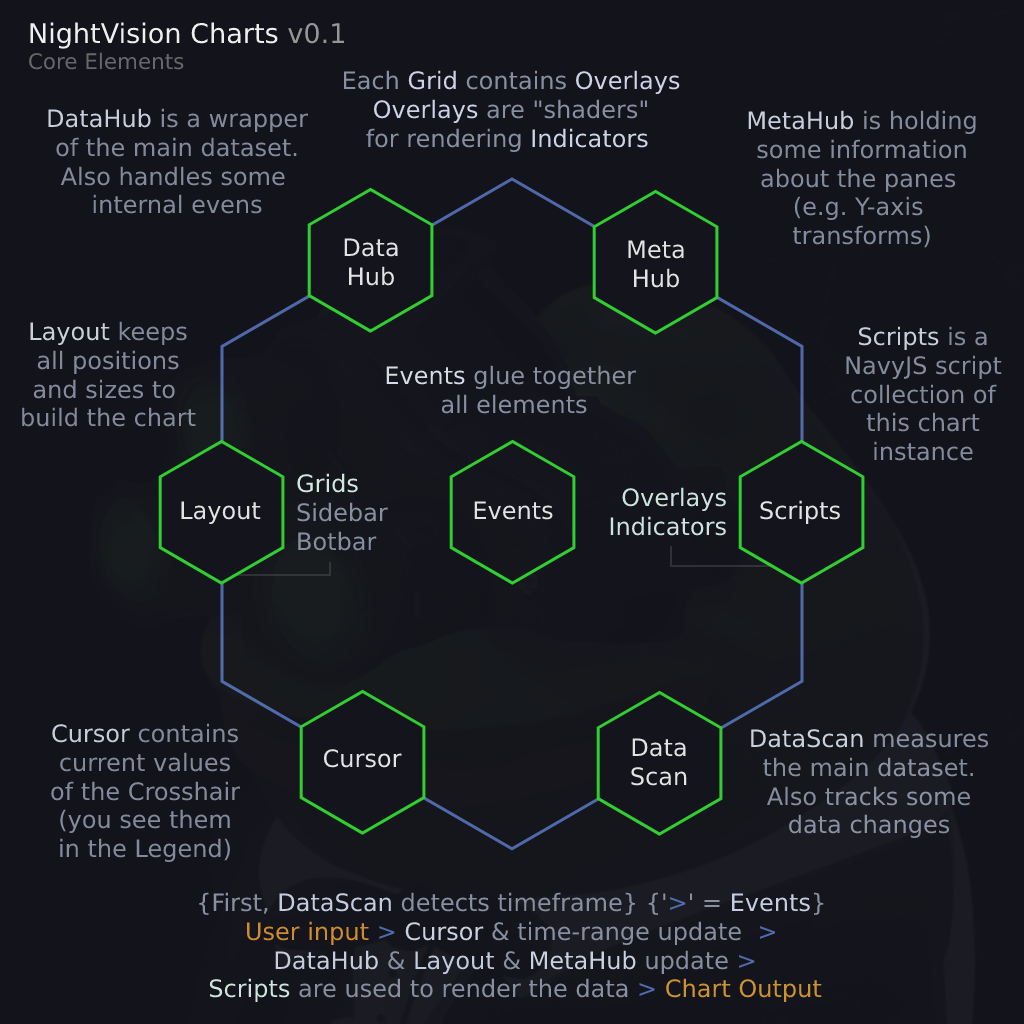 NightVision Charts v0.1
Core Elements
Each Grid contains Overlays
Overlays are "shaders"
for rendering Indicators
DataHub is a wrapper
of the main dataset.
Also handles some
internal evens
MetaHub is holding
some information
about the panes
(e.g. Y-axis
transforms)
Data
Hub
Meta
Hub
Layout keeps
all positions
and sizes to
build the chart
Events glue together
all elements
Scripts is a
NavyJS script
collection of
this chart
instance
Layout
Grids
Sidebar
Botbar
Events
Overlays
Indicators
Scripts
Cursor contains
current values
of the Crosshair
(you see them
in the Legend)
Cursor
Data
Scan
DataScan measures
the main dataset.
Also tracks some
data changes
{First, DataScan detects timeframe} {'>' = Events}
User input > Cursor & time-range update >
DataHub & Layout & MetaHub update >
Scripts are used to render the data > Chart Output